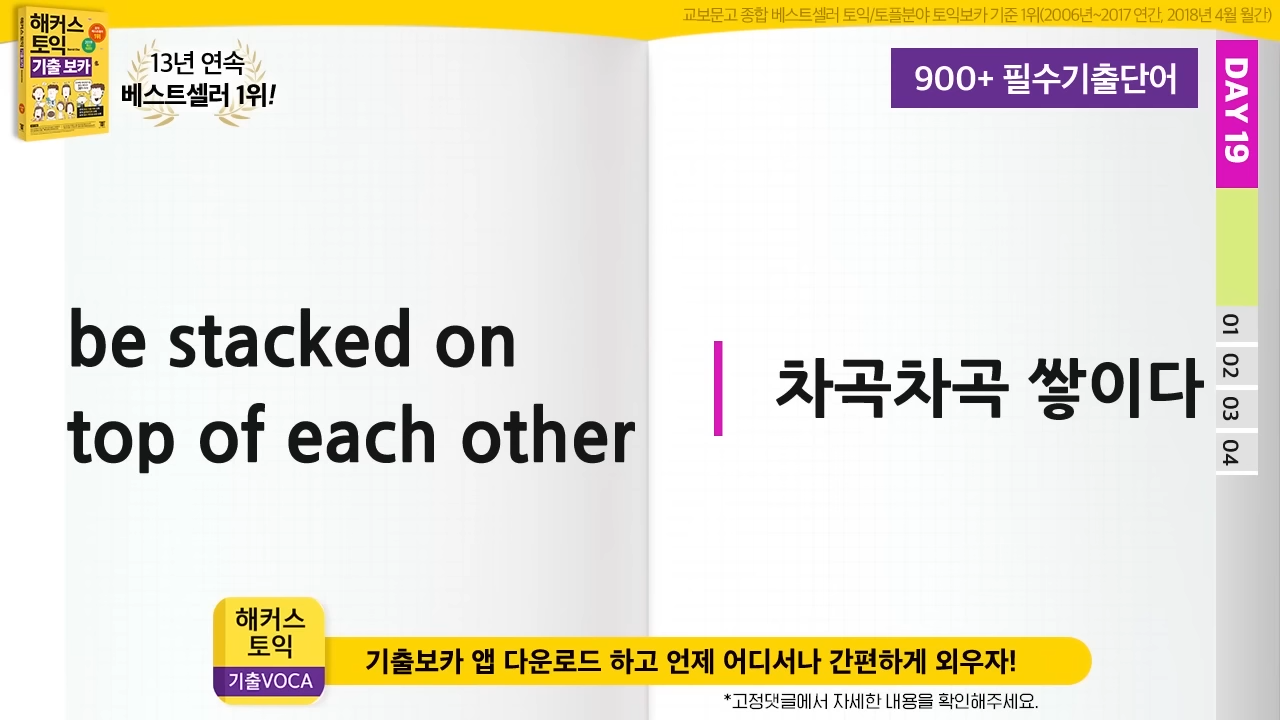 교보문고 종합 베스트셀러 토익/토플분야 토익보카 기준 1위(2006년~2017 연간, 2018년 4월 월간)
해커스
토익
기출 보카
13년 연속
베스트셀러 1위!
900+ 필수기출단어
DAY 19
01
02
03
04
be stacked on
top of each other
차곡차곡 쌓이다
해커스
토익
기출VOCA
기출보카 앱 다운로드 하고 언제 어디서나 간편하게 외우자!
*고정댓글에서 자세한 내용을 확인해주세요.